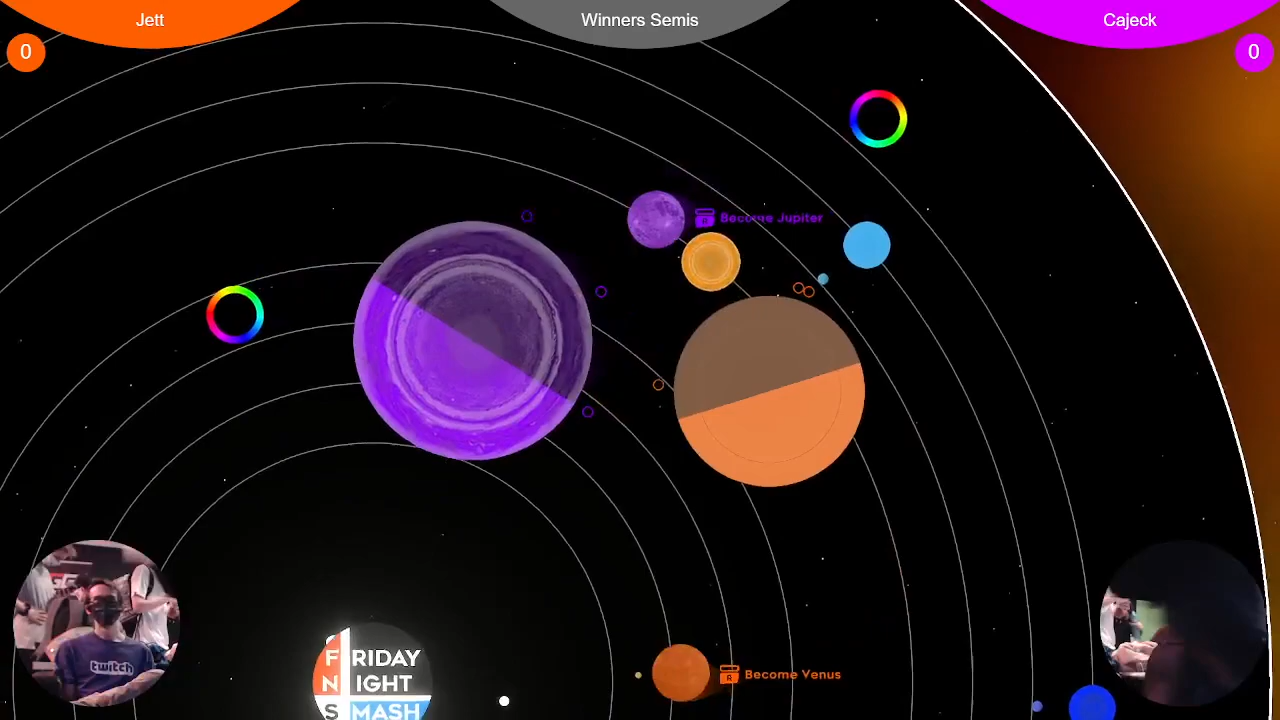 Jett
Winners Semis
Cajeck
0
0
R Become Jupiter
twitch
FRIDAY
NIGHT
SMASH
R Become Venus